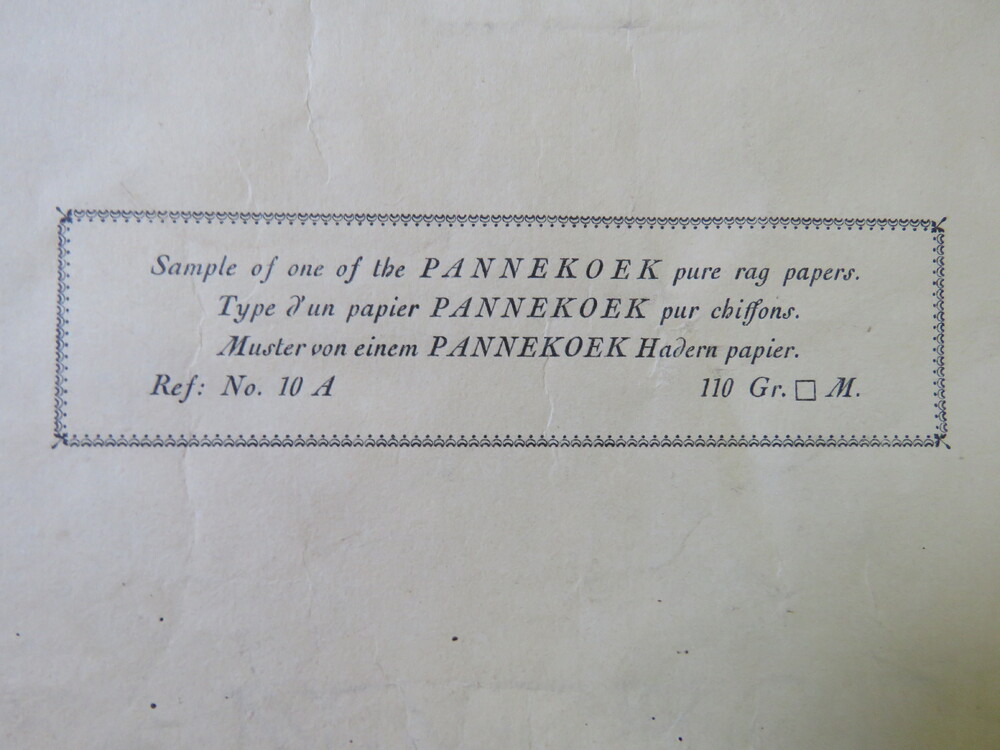 Sample of one of the PANNEKOEK pure rag papers.
Type d'un papier PANNEKOEK pur chiffons.
Muster von einem PANNEKOEK Hadern papier.
Ref: No. 10 A 110 Gr. □ M.